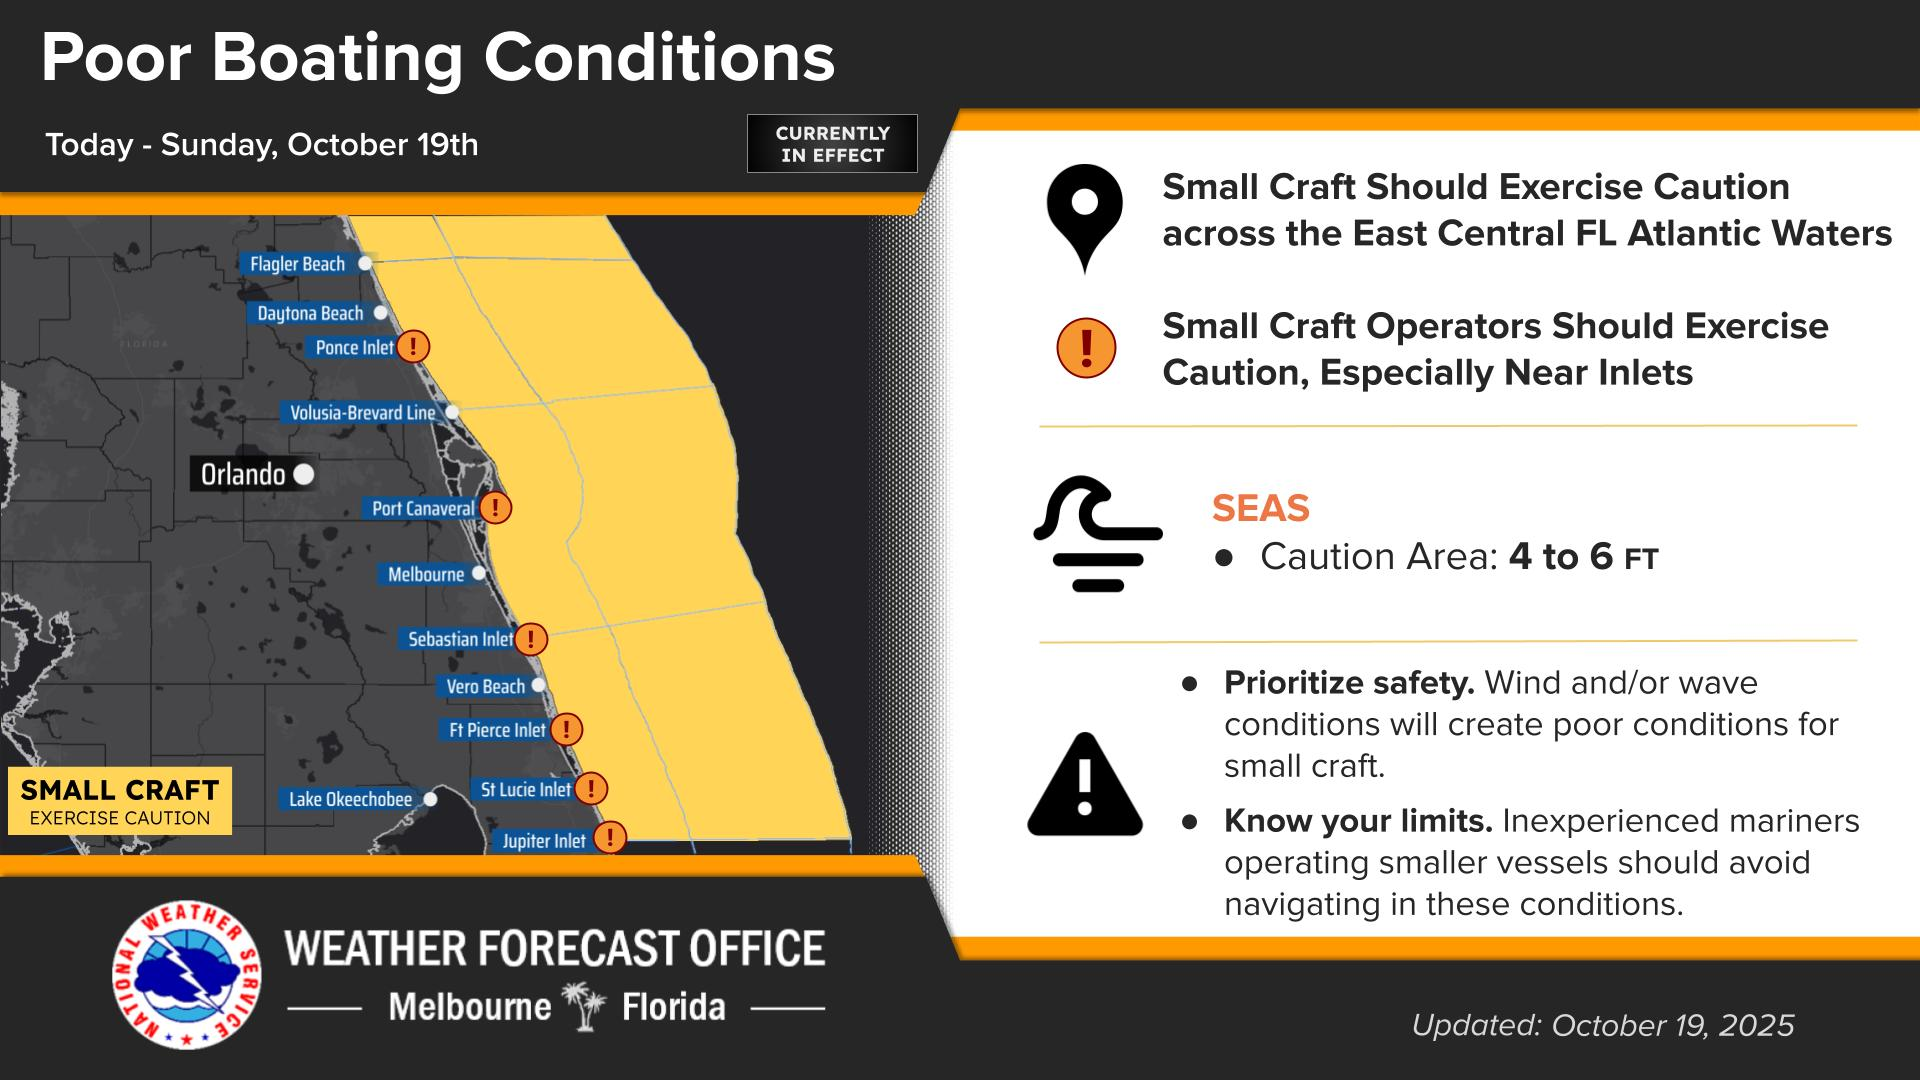 Poor Boating Conditions
Today - Sunday, October 19th
CURRENTLY
IN EFFECT
Flagler Beach
Daytona Beach
FLORIDA
Ponce Inlet
Volusia-Brevard Line
Orlando
Port Canaveral
Melbourne
Sebastian Inlet
Vero Beach
Ft Pierce Inlet
St Lucie Inlet
Lake Okeechobee
Jupiter Inlet
SMALL CRAFT
EXERCISE CAUTION
Small Craft Should Exercise Caution
across the East Central FL Atlantic Waters
Small Craft Operators Should Exercise
Caution, Especially Near Inlets
SEAS
● Caution Area: 4 to 6 FT
● Prioritize safety. Wind and/or wave
conditions will create poor conditions for
small craft.
● Know your limits. Inexperienced mariners
operating smaller vessels should avoid
navigating in these conditions.
NATIONAL WEATHER SERVICE
WEATHER FORECAST OFFICE
Melbourne Florida
Updated: October 19, 2025